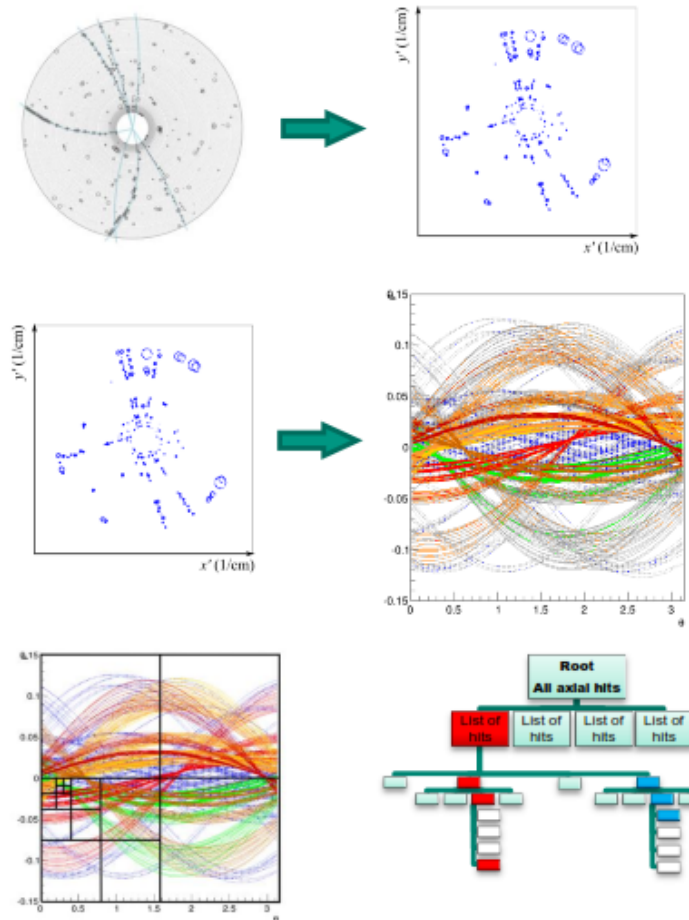 y' (1/cm)
x' (1/cm)
y' (1/cm)
x' (1/cm)
0.15
0.1
0.05
0
-0.05
-0.1
-0.15
0 0.5 1 1.5 2 2.5 3
θ
0.15
0.1
0.05
0
-0.05
-0.1
-0.15
0 0.5 1 1.5 2 2.5 3
Root
All axial hits
List of hits
List of hits
List of hits
List of hits